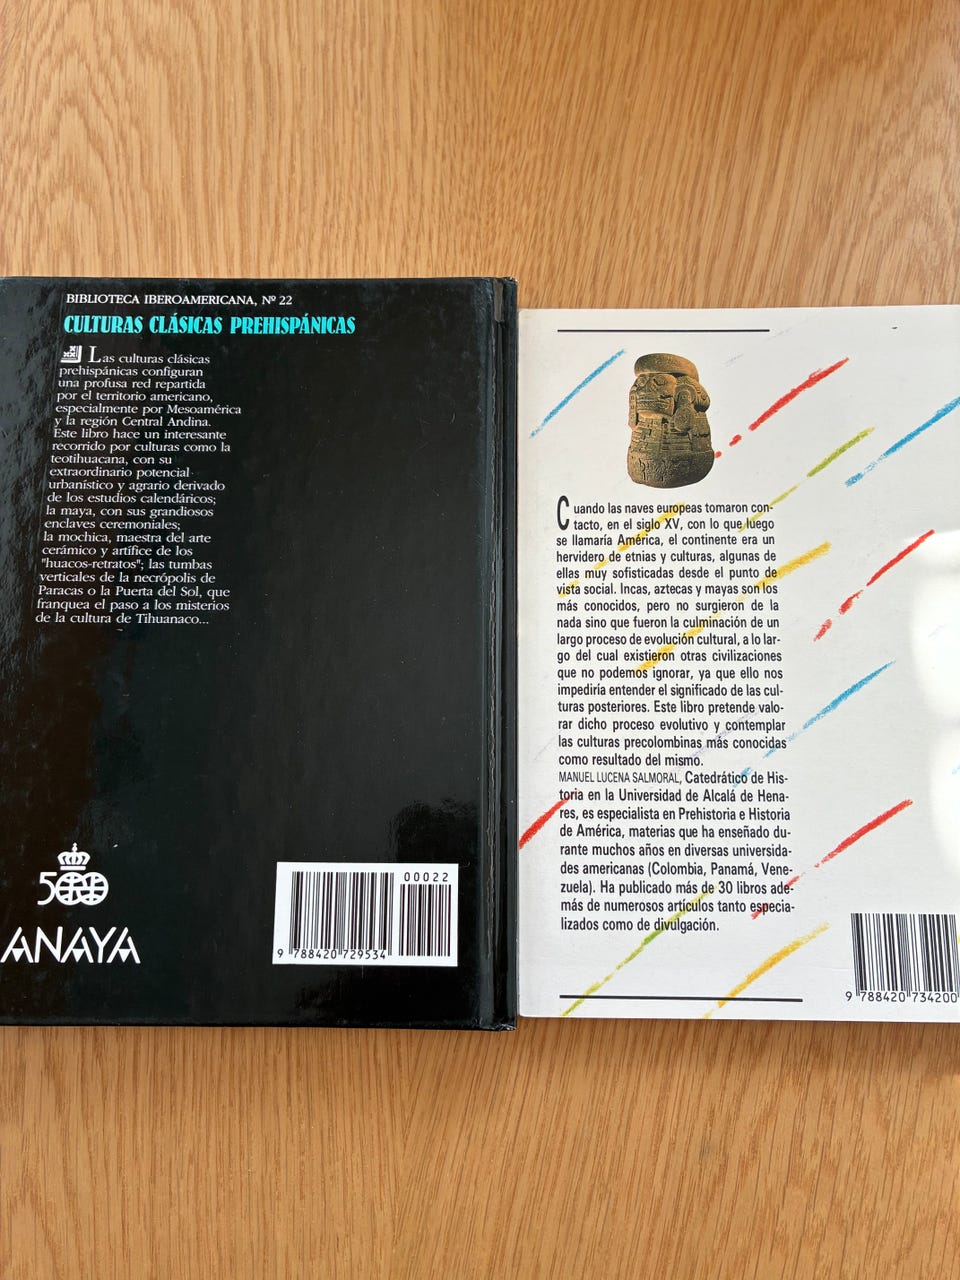 BIBLIOTECA IBEROAMERICANA, Nº 22
CULTURAS CLÁSICAS PREHISPÁNICAS
Las culturas clásicas
prehispánicas configuran
una profusa red repartida
por el territorio americano,
especialmente por Mesoamérica
y la región Central Andina.
Este libro hace un interesante
recorrido por culturas como la
teotihuacana, con su
extraordinario potencial
urbanístico y agrario derivado
de los estudios calendáricos;
la maya, con sus grandiosos
enclaves ceremoniales;
la mochica, maestra del arte
cerámico y artífice de los
"huacos-retratos"; las tumbas
verticales de la necrópolis de
Paracas o la Puerta del Sol, que
franquea el paso a los misterios
de la cultura de Tihuanaco...
500
ANAYA
00022
9 788420 729534
Cuando las naves europeas tomaron con-
tacto, en el siglo XV, con lo que luego
se llamaría América, el continente era un
hervidero de etnias y culturas, algunas de
ellas muy sofisticadas desde el punto de
vista social. Incas, aztecas y mayas son los
más conocidos, pero no surgieron de la
nada sino que fueron la culminación de un
largo proceso de evolución cultural, a lo lar-
go del cual existieron otras civilizaciones
que no podemos ignorar, ya que ello nos
impediría entender el significado de las cul-
turas posteriores. Este libro pretende valo-
rar dicho proceso evolutivo y contemplar
las culturas precolombinas más conocidas
como resultado del mismo.
MANUEL LUCENA SALMORAL, Catedrático de His-
toria en la Universidad de Alcalá de Hena-
res, es especialista en Prehistoria e Historia
de América, materias que ha enseñado du-
rante muchos años en diversas universida-
des americanas (Colombia, Panamá, Vene-
zuela). Ha publicado más de 30 libros ade-
más de numerosos artículos tanto especia-
lizados como de divulgación.
9 788420 734200